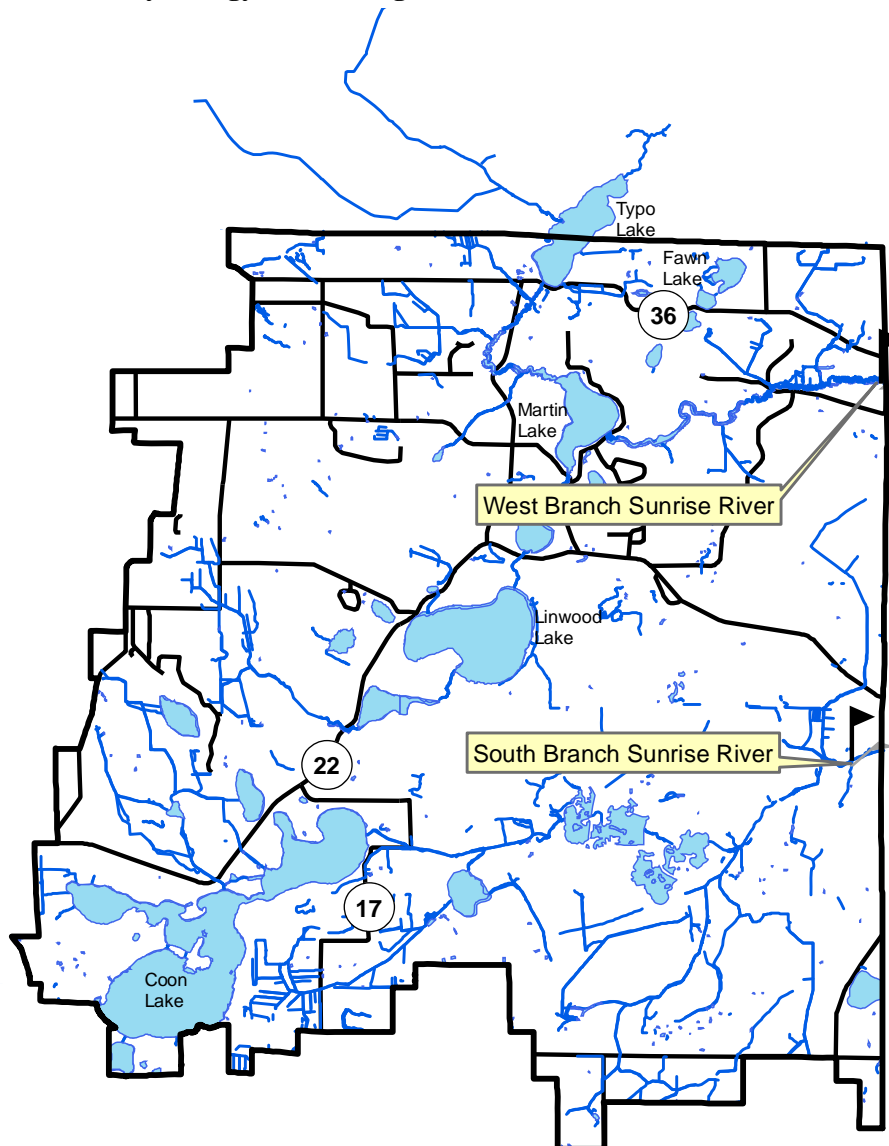 Typo
Lake
Fawn
Lake
36
Martin
Lake
West Branch Sunrise River
Linwood
Lake
South Branch Sunrise River
22
17
Coon
Lake